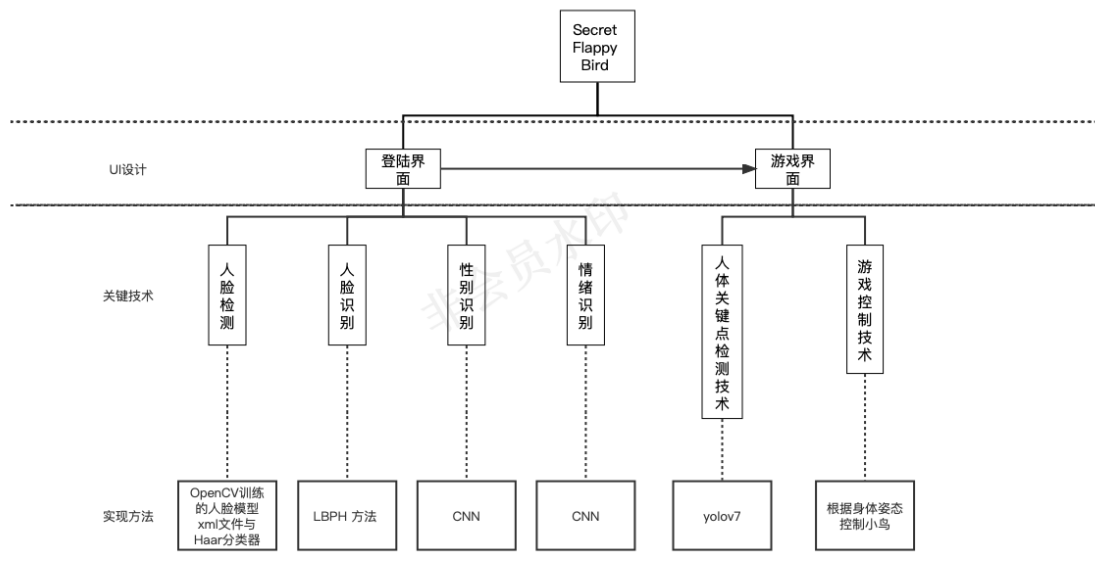 Secret
Flappy
Bird
UI设计
登陆界
面
游戏界
面
关键技术
人
脸
检
测
人
脸
识
别
性
别
识
别
情
绪
识
别
人
体
关
键
点
检
测
技
术
游
戏
控
制
技
术
非会员水印
实现方法
OpenCV训练
的人脸模型
xml文件与
Haar分类器
LBPH 方法
CNN
CNN
yolov7
根据身体姿态
控制小鸟